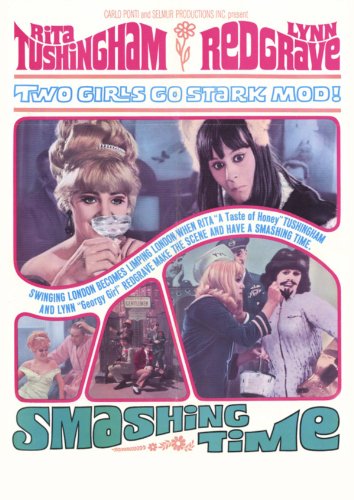 CARLO PONTI and SELMUR PRODUCTIONS INC. present
RITA TUSHINGHAM
LYNN REDGRAVE
TWO GIRLS GO STARK MOD!
SWINGING LONDON BECOMES LIMPING LONDON WHEN RITA "A Taste of Honey" TUSHINGHAM
AND LYNN "Georgy Girl" REDGRAVE MAKE THE SCENE AND HAVE A SMASHING TIME.
GENTLEMEN
SMASHING
TIME